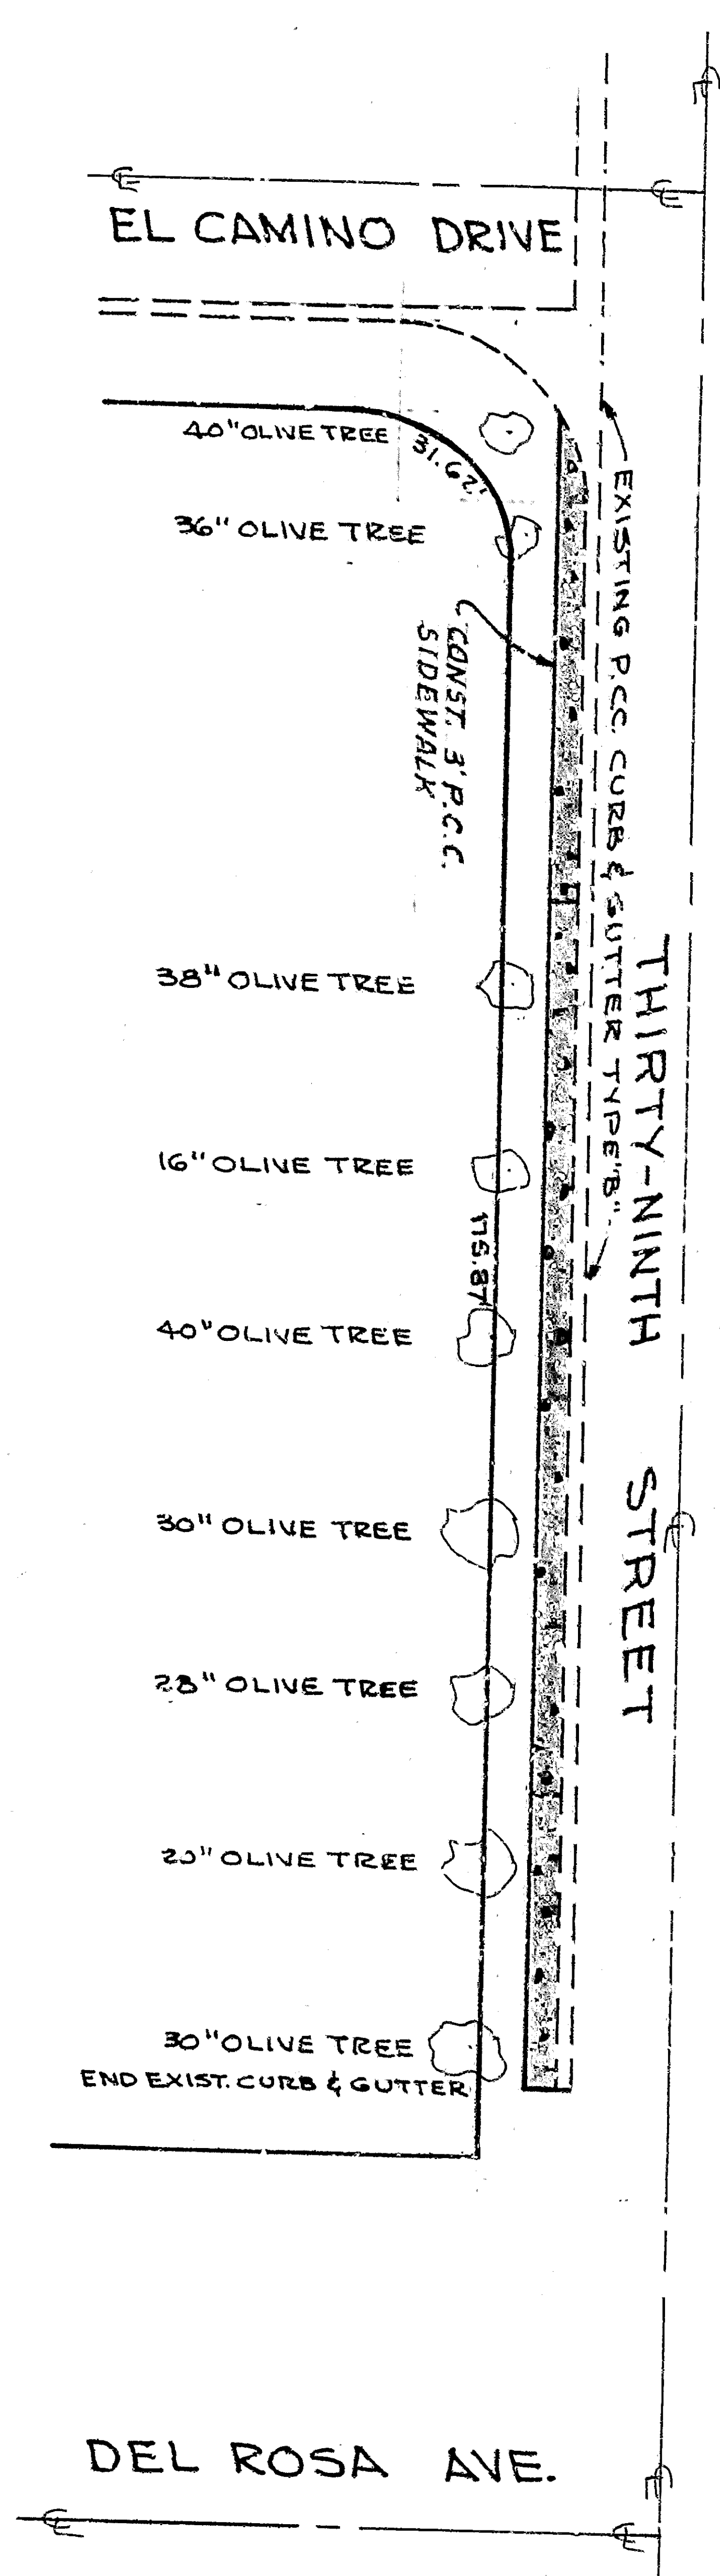 EL CAMINO DRIVE
40" OLIVE TREE
31.62'
36" OLIVE TREE
EXISTING P.C.C. CURB & GUTTER TYPE "B"
CONST. 3' P.C.C.
SIDEWALK
THIRTY-NINTH STREET
38" OLIVE TREE
16" OLIVE TREE
175.87'
40" OLIVE TREE
30" OLIVE TREE
28" OLIVE TREE
OLIVE TREE
30" OLIVE TREE
END EXIST. CURB & GUTTER
DEL ROSA AVE.